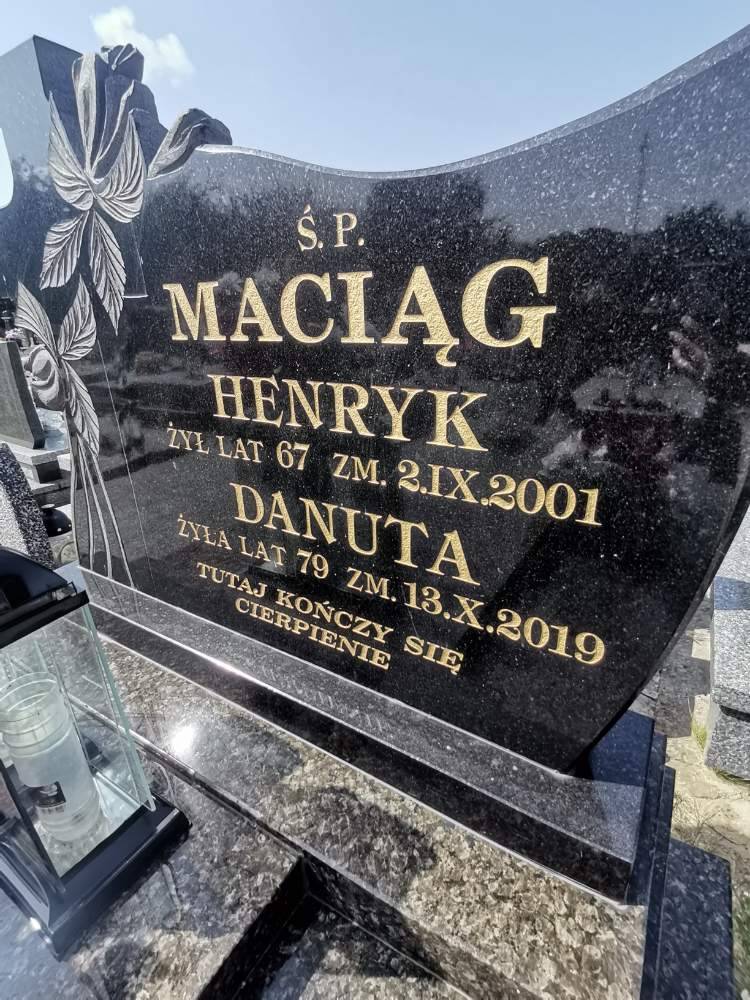 Ś.P.
MACIĄG
HENRYK
ŻYŁ LAT 67 ZM. 2.IX.2001
DANUTA
ŻYŁA LAT 79 ZM. 13.X.2019
TUTAJ KOŃCZY SIĘ
CIERPIENIE